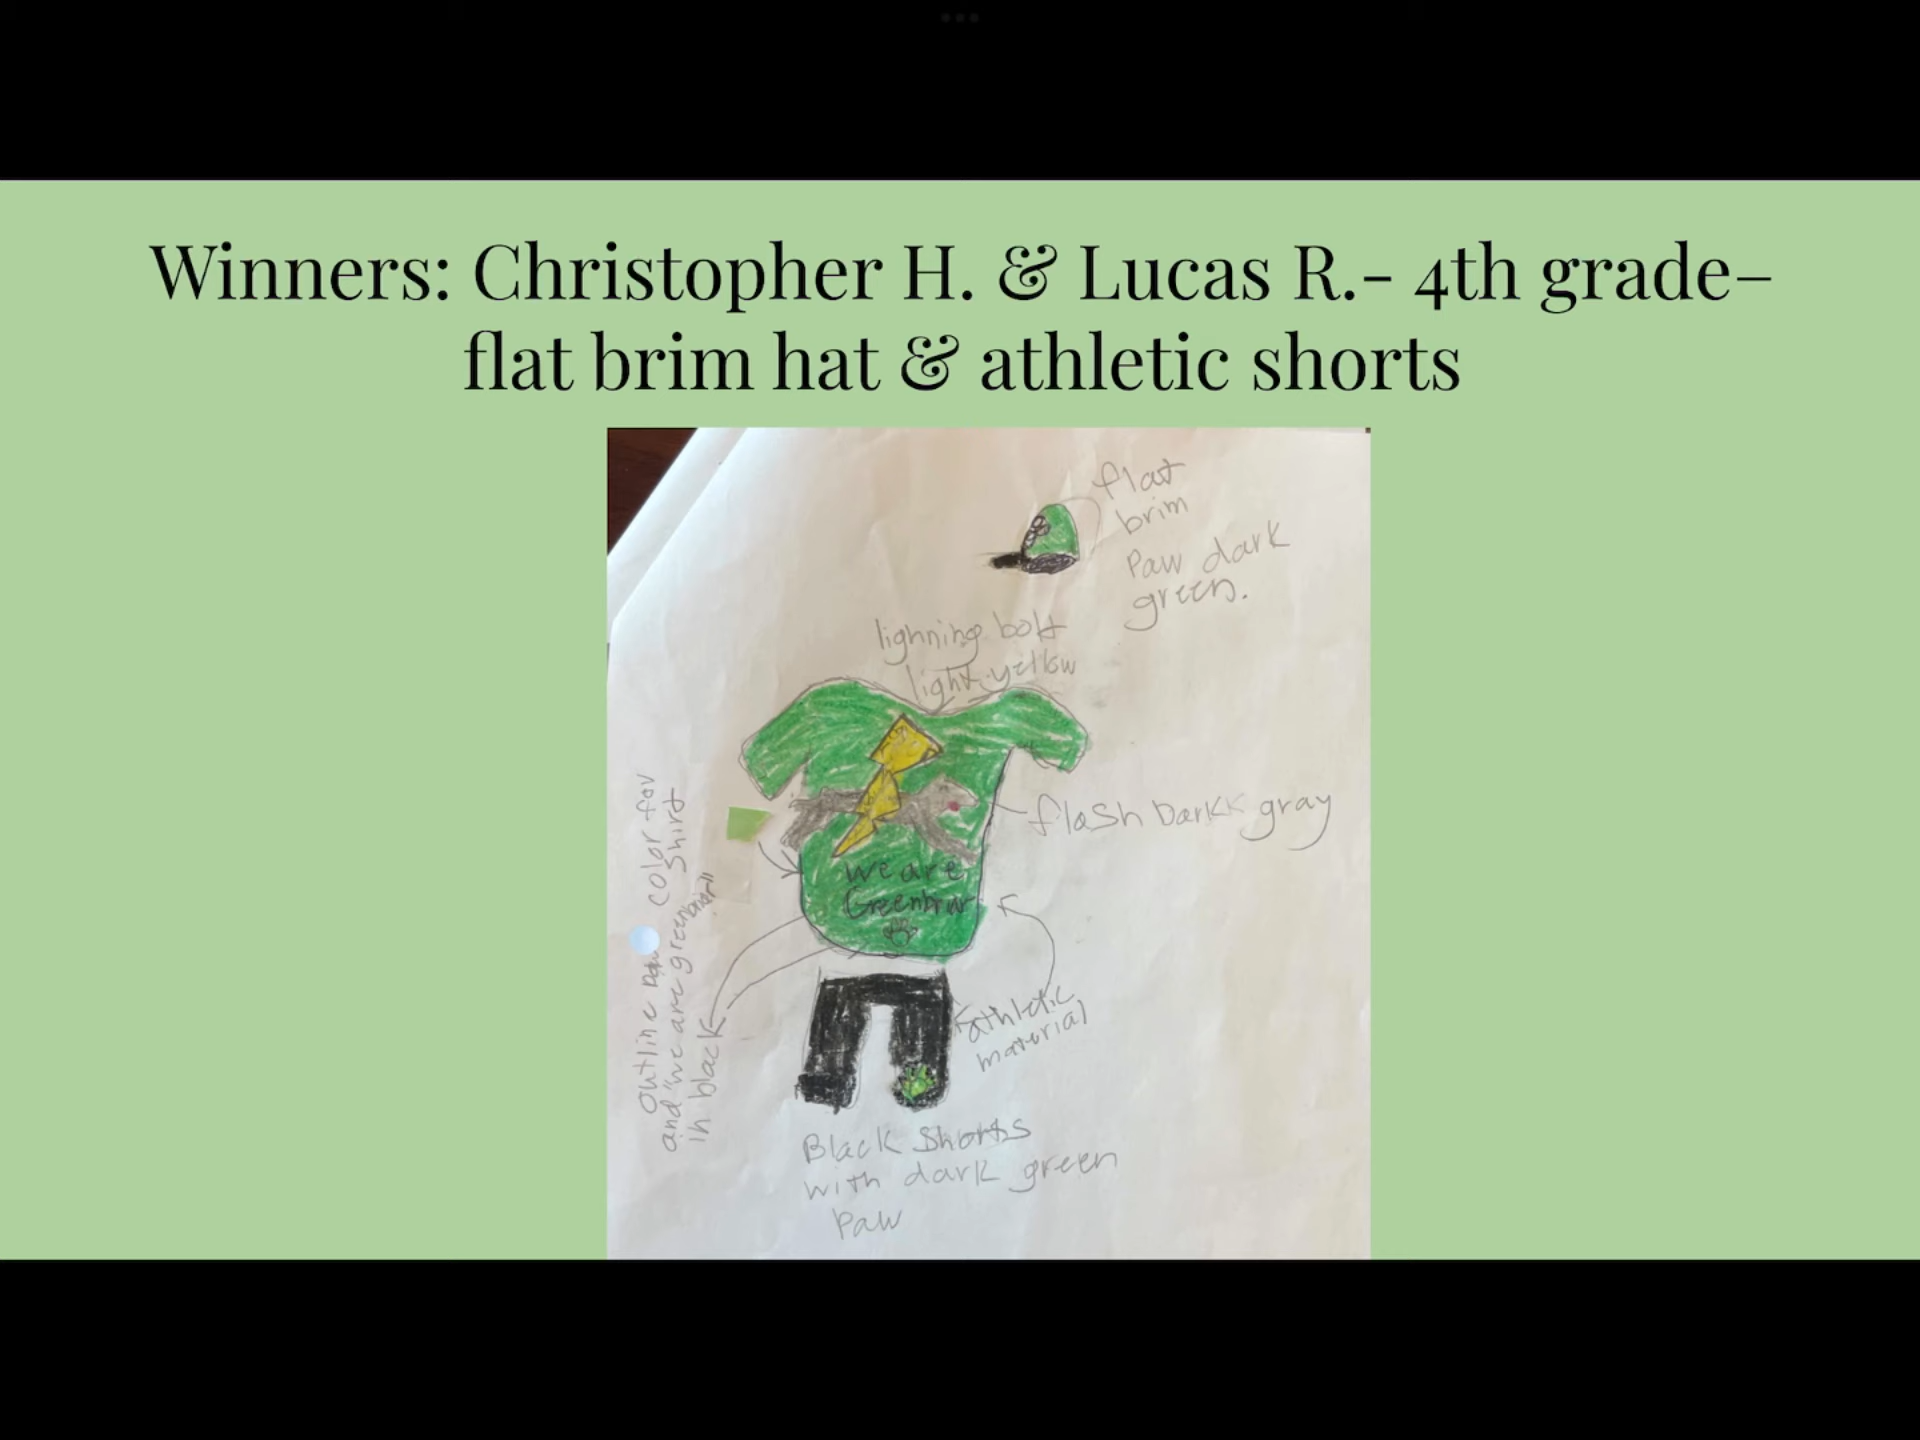 Winners: Christopher H. & Lucas R.- 4th grade–
flat brim hat & athletic shorts
flat
brim
Paw dark
green.
lighning bolt
light yellow
flash Darkk gray
color for
shirt
we are
Greenbriar
Outline paw
and "we are greenbriar"
in black
athletic
material
Black Shorts
with dark green
Paw